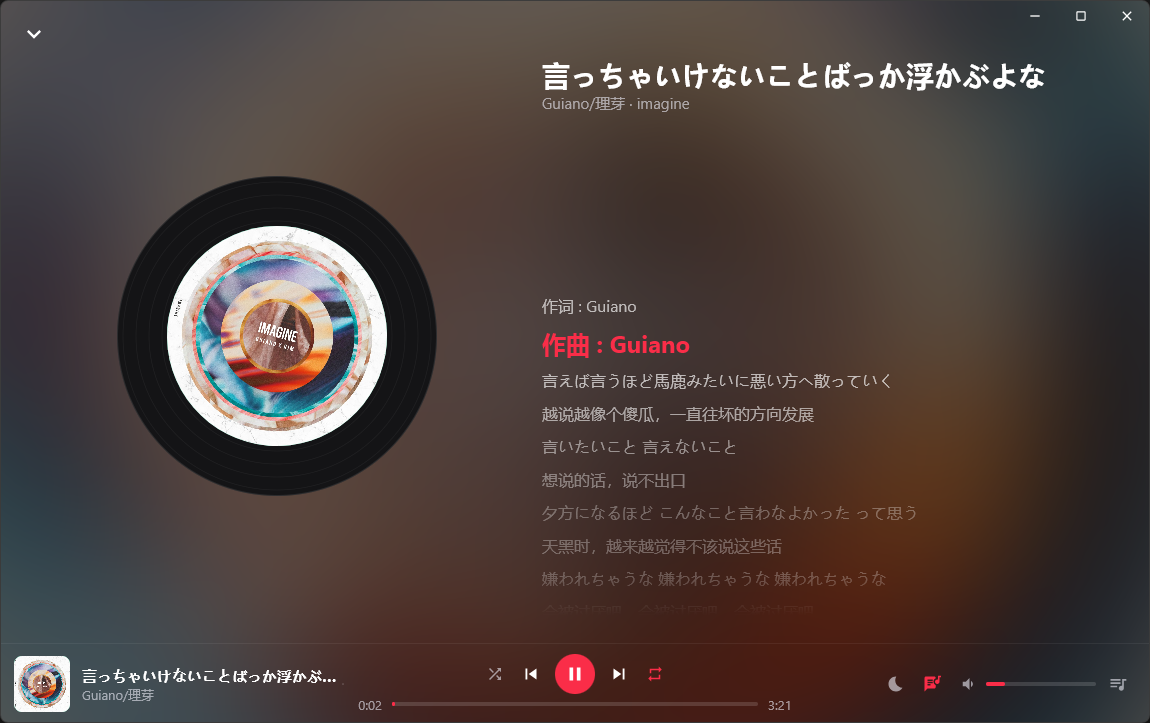 言っちゃいけないことばっか浮かぶよな
Guiano/理芽 · imagine
IMAGINE
GUIANO X RIM
作词 : Guiano
作曲 : Guiano
言えば言うほど馬鹿みたいに悪い方へ散っていく
越说越像个傻瓜，一直往坏的方向发展
言いたいこと 言えないこと
想说的话，说不出口
夕方になるほど こんなこと言わなよかった って思う
天黑时，越来越觉得不该说这些话
嫌われちゃうな 嫌われちゃうな 嫌われちゃうな
言っちゃいけないことばっか浮かぶ...
Guiano/理芽
0:02
3:21